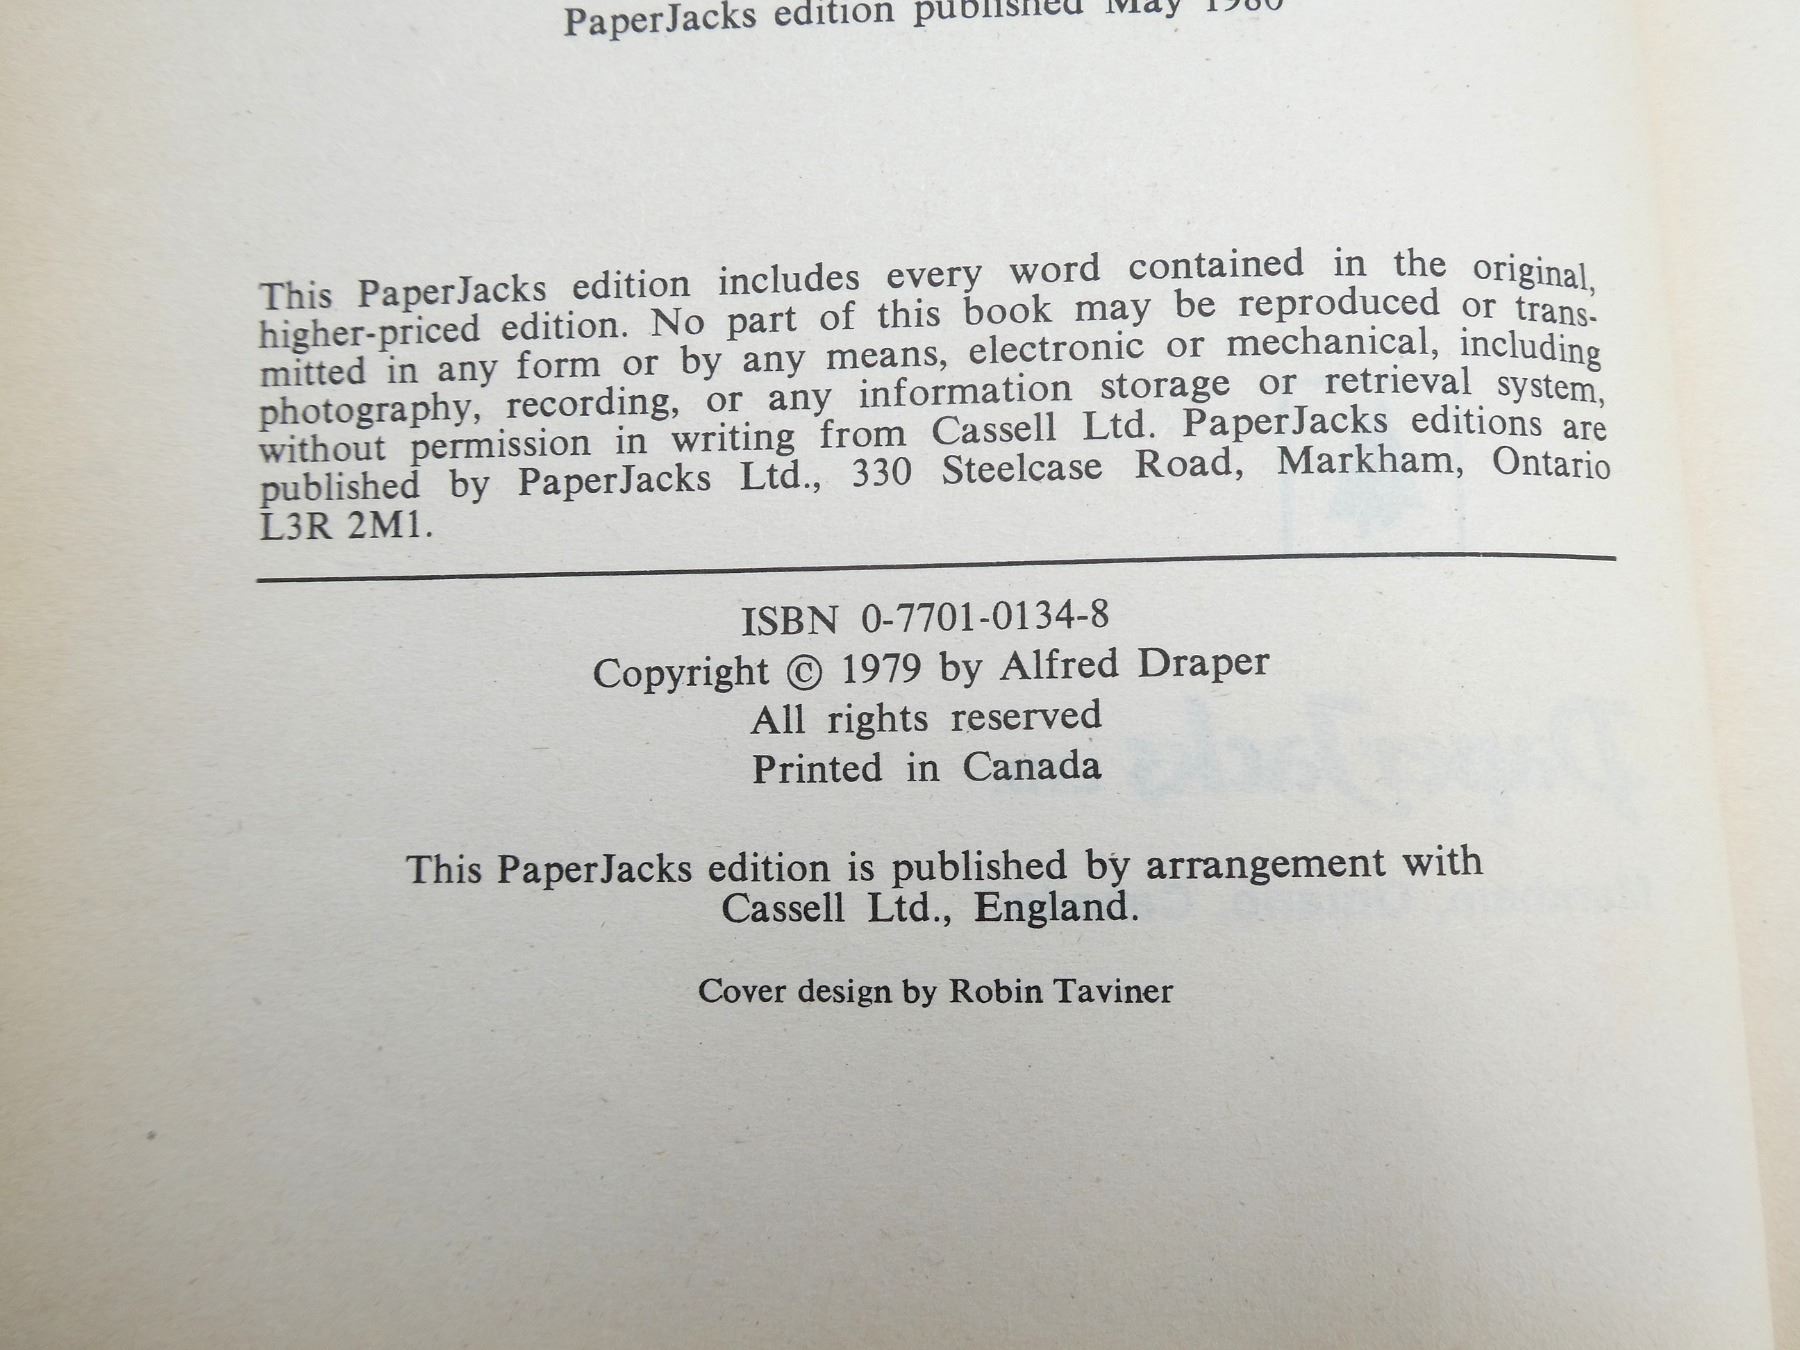 PaperJacks edition published May 1980
This PaperJacks edition includes every word contained in the original,
higher-priced edition. No part of this book may be reproduced or trans-
mitted in any form or by any means, electronic or mechanical, including
photography, recording, or any information storage or retrieval system,
without permission in writing from Cassell Ltd. PaperJacks editions are
published by PaperJacks Ltd., 330 Steelcase Road, Markham, Ontario
L3R 2M1.
ISBN 0-7701-0134-8
Copyright © 1979 by Alfred Draper
All rights reserved
Printed in Canada
This PaperJacks edition is published by arrangement with
Cassell Ltd., England.
Cover design by Robin Taviner